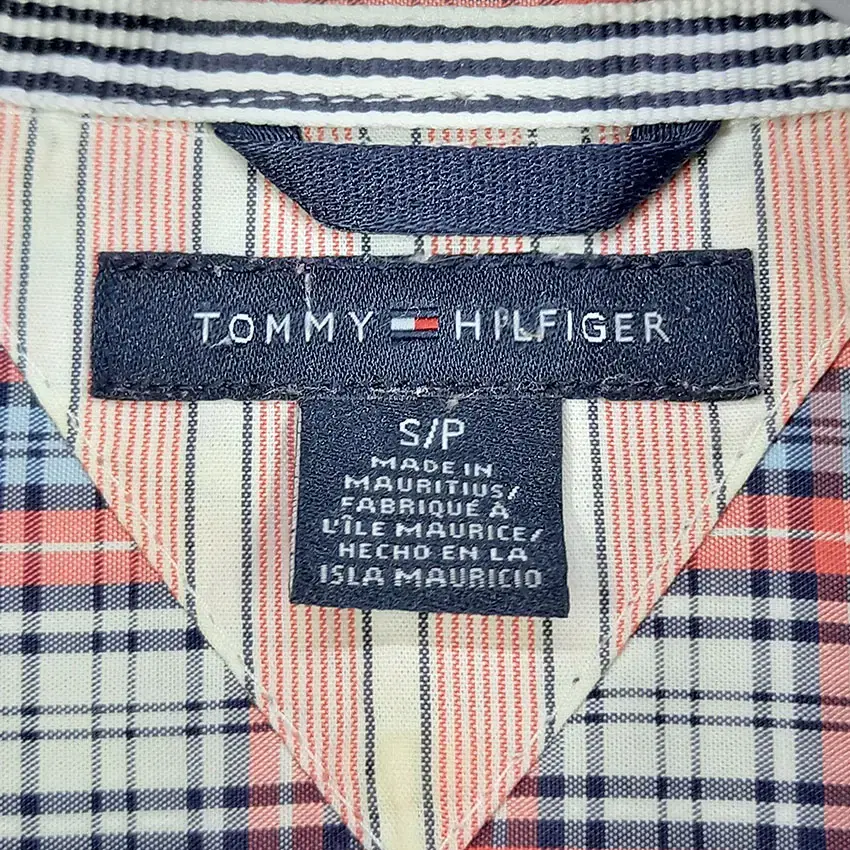 TOMMY HILFIGER
S/P
MADE IN
MAURITIUS/
FABRIQUÉ À
L'ÎLE MAURICE/
HECHO EN LA
ISLA MAURICIO